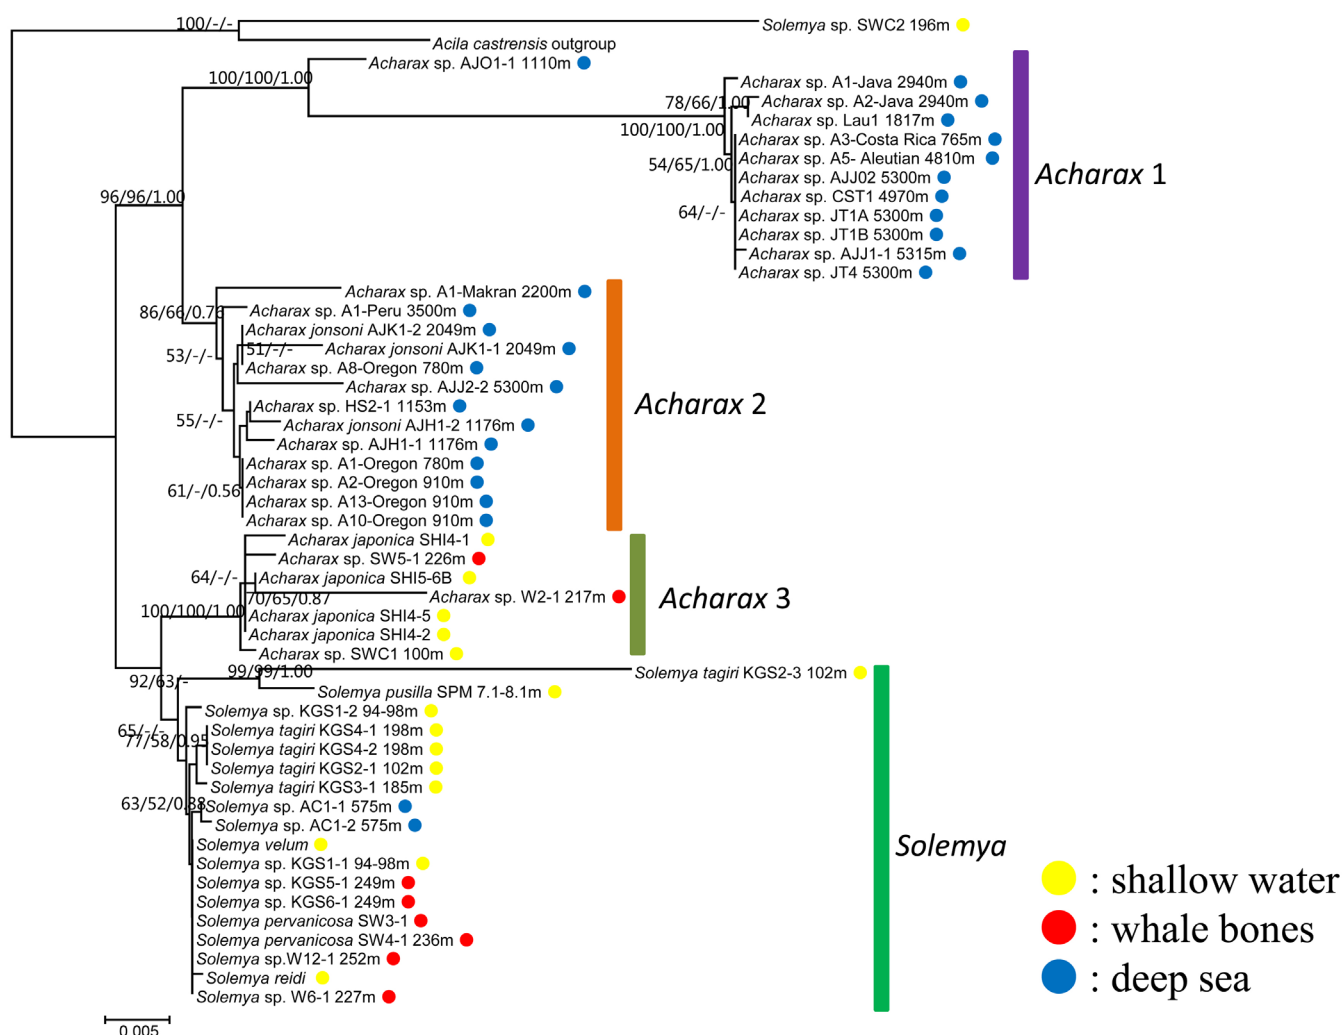 100/-/-
Solemya sp. SWC2 196m
Acila castrensis outgroup
Acharax sp. AJO1-1 1110m
100/100/1.00
Acharax sp. A1-Java 2940m
78/66/1.00
Acharax sp. A2-Java 2940m
Acharax sp. Lau1 1817m
100/100/1.00
Acharax sp. A3-Costa Rica 765m
54/65/1.00
Acharax sp. A5- Aleutian 4810m
Acharax sp. AJJ02 5300m
Acharax 1
96/96/1.00
Acharax sp. CST1 4970m
64/-/-
Acharax sp. JT1A 5300m
Acharax sp. JT1B 5300m
Acharax sp. AJJ1-1 5315m
Acharax sp. JT4 5300m
Acharax sp. A1-Makran 2200m
86/66/0.76
Acharax sp. A1-Peru 3500m
Acharax jonsoni AJK1-2 2049m
53/-/-
51/-/-
Acharax jonsoni AJK1-1 2049m
Acharax sp. A8-Oregon 780m
Acharax sp. AJJ2-2 5300m
Acharax 2
Acharax sp. HS2-1 1153m
55/-/-
Acharax jonsoni AJH1-2 1176m
Acharax sp. AJH1-1 1176m
Acharax sp. A1-Oregon 780m
Acharax sp. A2-Oregon 910m
61/-/0.56
Acharax sp. A13-Oregon 910m
Acharax sp. A10-Oregon 910m
Acharax japonica SHI4-1
Acharax sp. SW5-1 226m
64/-/-
Acharax japonica SHI5-6B
70/65/0.87
Acharax sp. W2-1 217m
Acharax 3
100/100/1.00
Acharax japonica SHI4-5
Acharax japonica SHI4-2
Acharax sp. SWC1 100m
99/99/1.00
Solemya tagiri KGS2-3 102m
92/63/-
Solemya pusilla SPM 7.1-8.1m
Solemya sp. KGS1-2 94-98m
65/-/-
Solemya tagiri KGS4-1 198m
77/58/0.95
Solemya tagiri KGS4-2 198m
Solemya tagiri KGS2-1 102m
Solemya tagiri KGS3-1 185m
63/52/0.88
Solemya sp. AC1-1 575m
Solemya sp. AC1-2 575m
Solemya velum
Solemya
Solemya sp. KGS1-1 94-98m
Solemya sp. KGS5-1 249m
Solemya sp. KGS6-1 249m
Solemya pervanicosa SW3-1
Solemya pervanicosa SW4-1 236m
Solemya sp.W12-1 252m
Solemya reidi
Solemya sp. W6-1 227m
: shallow water
: whale bones
: deep sea
0.005